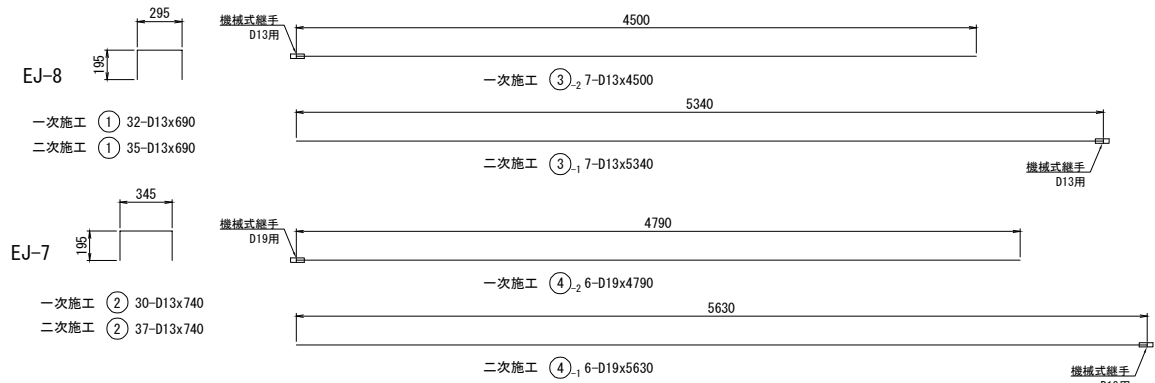 295
195
EJ-8
一次施工 ① 32-D13x690
二次施工 ① 35-D13x690
機械式継手
D13用
4500
一次施工 ③-2 7-D13x4500
5340
二次施工 ③-1 7-D13x5340
機械式継手
D13用
345
195
EJ-7
一次施工 ② 30-D13x740
二次施工 ② 37-D13x740
機械式継手
D19用
4790
一次施工 ④-2 6-D19x4790
5630
二次施工 ④-1 6-D19x5630
機械式継手